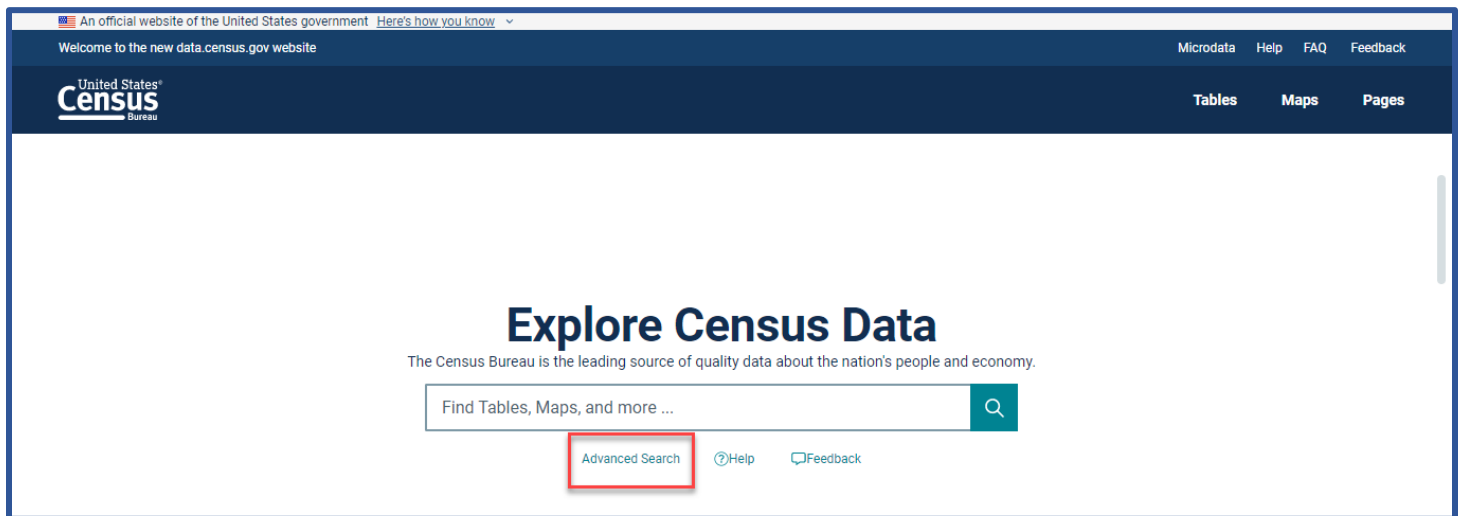 An official website of the United States government Here's how you know
Welcome to the new data.census.gov website Microdata Help FAQ Feedback
United States®
Census
Bureau
Tables Maps Pages
Explore Census Data
The Census Bureau is the leading source of quality data about the nation's people and economy.
Find Tables, Maps, and more ...
Advanced Search ?Help Feedback